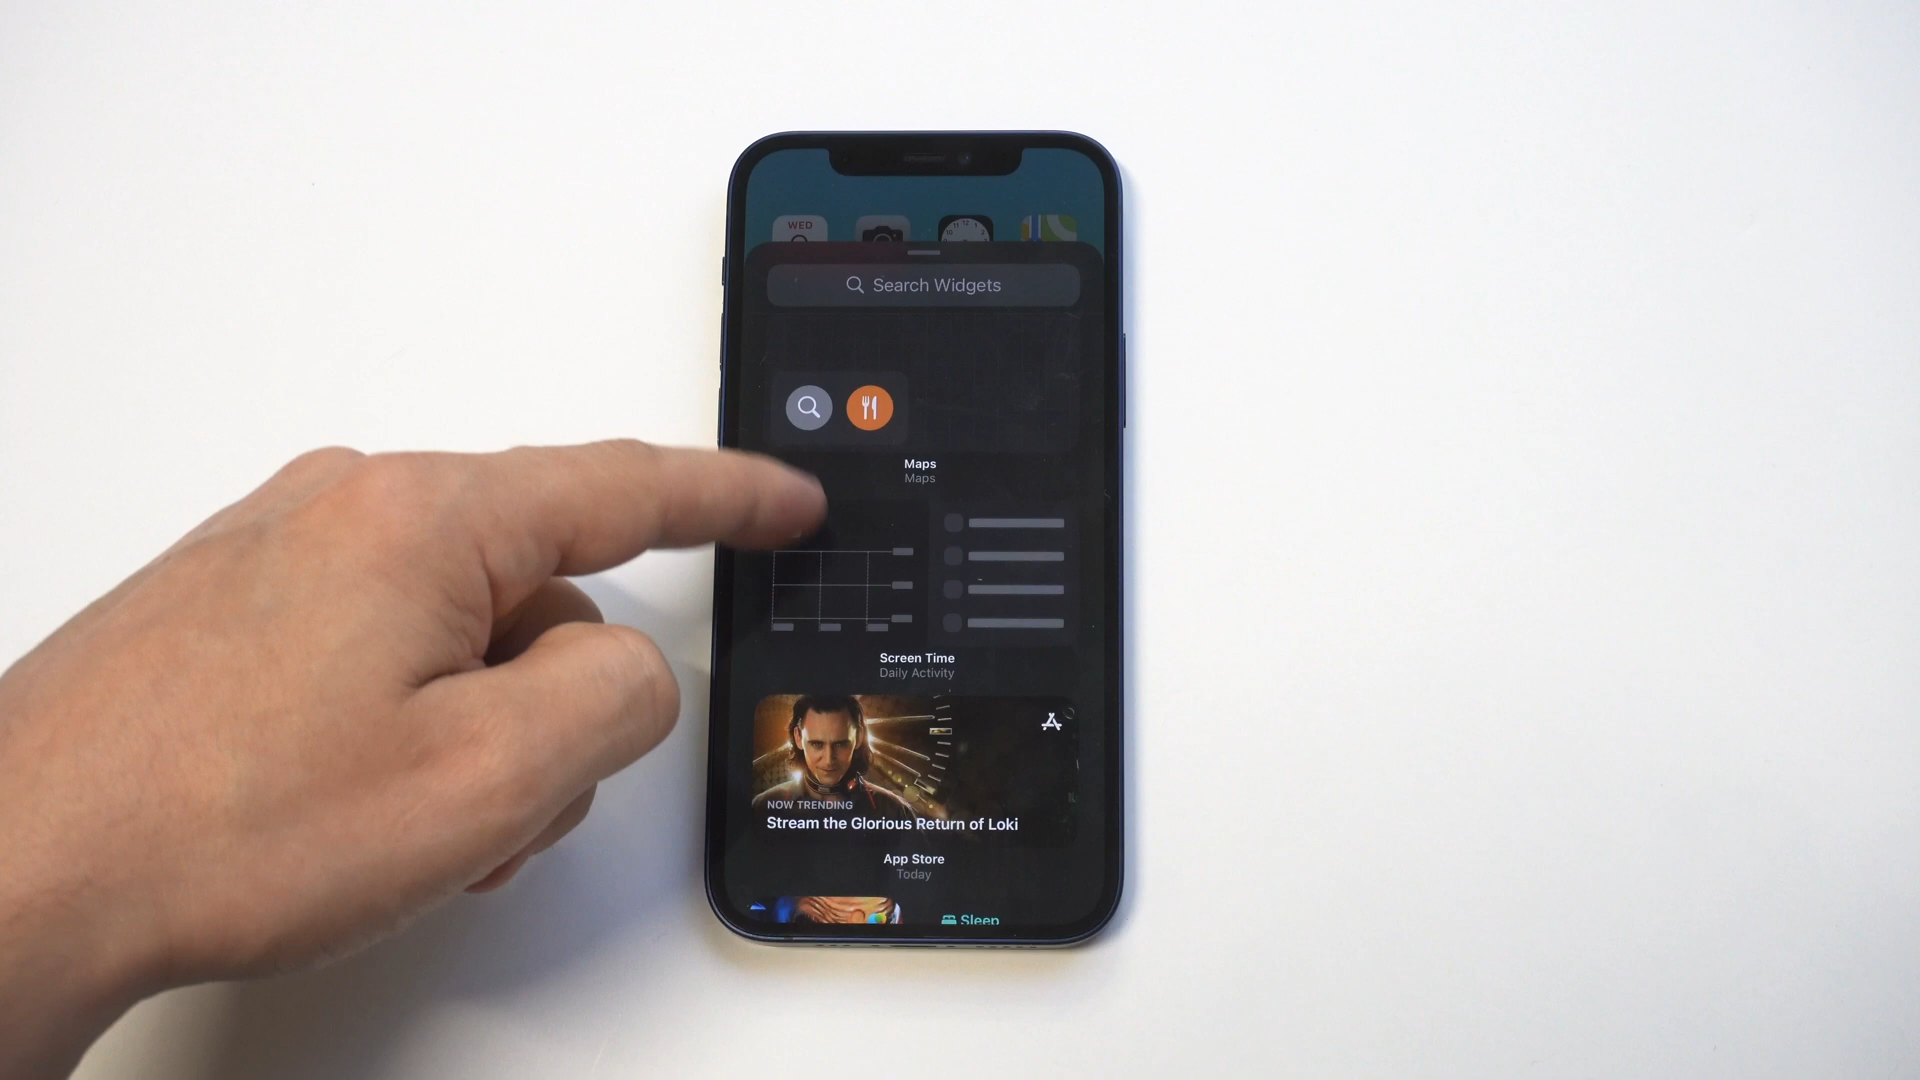 WED
Search Widgets
Maps
Maps
Screen Time
Daily Activity
NOW TRENDING
Stream the Glorious Return of Loki
App Store
Today
Sleep